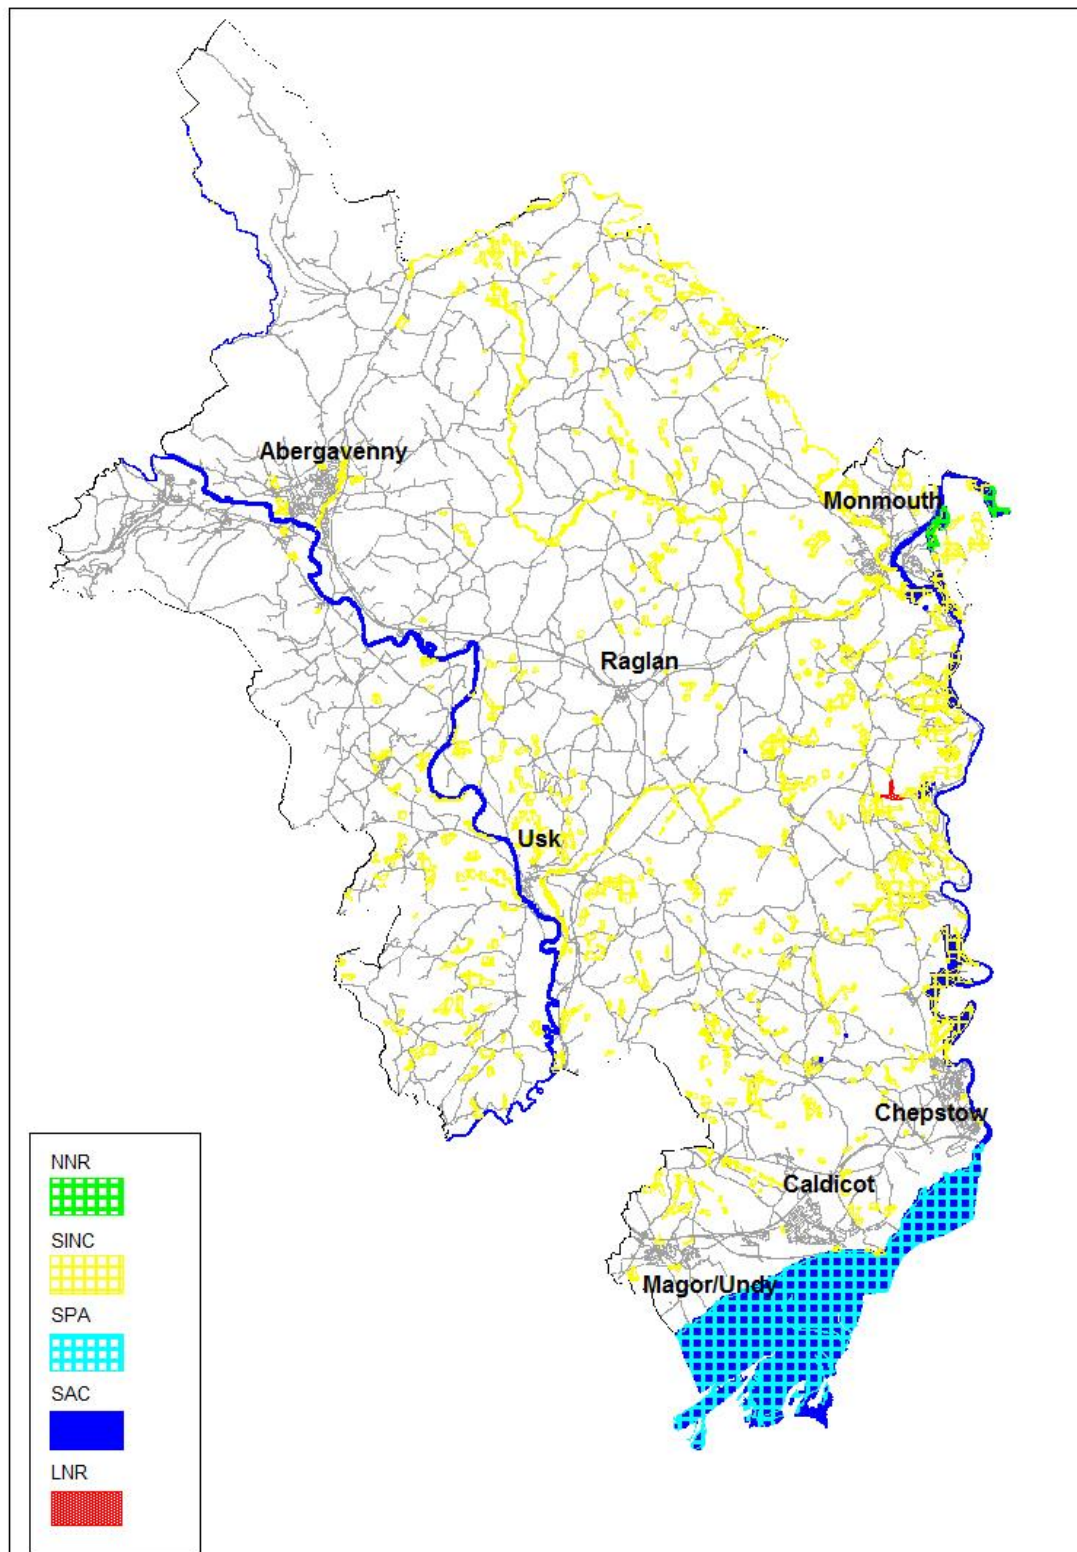 Abergavenny
Monmouth
Raglan
Usk
Chepstow
Caldicot
Magor/Undy
NNR
SINC
SPA
SAC
LNR